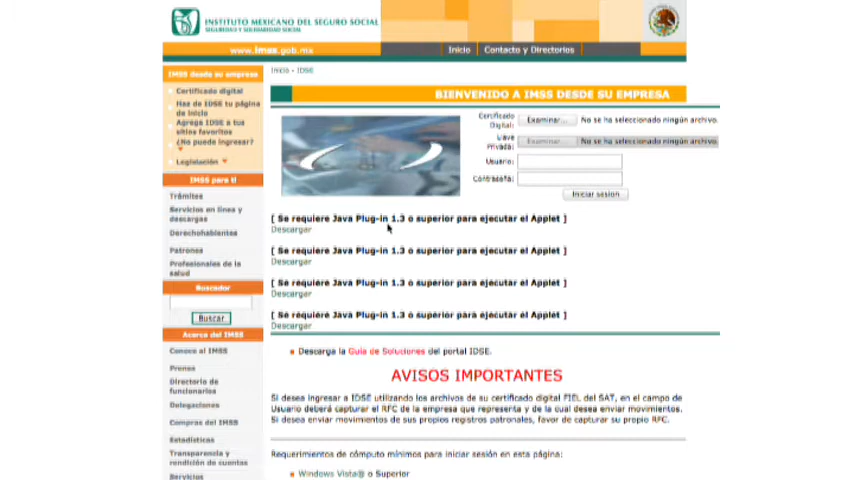 INSTITUTO MEXICANO DEL SEGURO SOCIAL
SEGURIDAD Y SOLIDARIDAD SOCIAL
www.imss.gob.mx
Inicio
Contacto y Directorios
IMSS desde su empresa
Certificado digital
Haz de IDSE tu página
de inicio
Agrega IDSE a tus
sitios favoritos
¿No puede ingresar?
Legislación
IMSS para ti
Trámites
Servicios en línea y
descargas
Derechohabientes
Patrones
Profesionales de la
salud
Buscador
Buscar
Acerca del IMSS
Conoce al IMSS
Prensa
Directorio de
funcionarios
Delegaciones
Compras del IMSS
Estadísticas
Transparencia y
rendición de cuentas
Servicios
Inicio - IDSE
BIENVENIDO A IMSS DESDE SU EMPRESA
Certificado
Digital:
Examinar... No se ha seleccionado ningún archivo.
Llave
Privada:
Examinar... No se ha seleccionado ningún archivo
Usuario:
Contraseña:
Iniciar sesion
[ Se requiere Java Plug-in 1.3 o superior para ejecutar el Applet ]
Descargar
[ Se requiere Java Plug-in 1.3 o superior para ejecutar el Applet ]
Descargar
[ Se requiere Java Plug-in 1.3 o superior para ejecutar el Applet ]
Descargar
[ Se requiere Java Plug-in 1.3 o superior para ejecutar el Applet ]
Descargar
Descarga la Guía de Soluciones del portal IDSE.
AVISOS IMPORTANTES
Si desea ingresar a IDSE utilizando los archivos de su certificado digital FIEL del SAT, en el campo de
Usuario deberá capturar el RFC de la empresa que representa y de la cual desea enviar movimientos.
Si desea enviar movimientos de sus propios registros patronales, favor de capturar su propio RFC.
Requerimientos de cómputo mínimos para iniciar sesión en esta página:
Windows Vista® o Superior